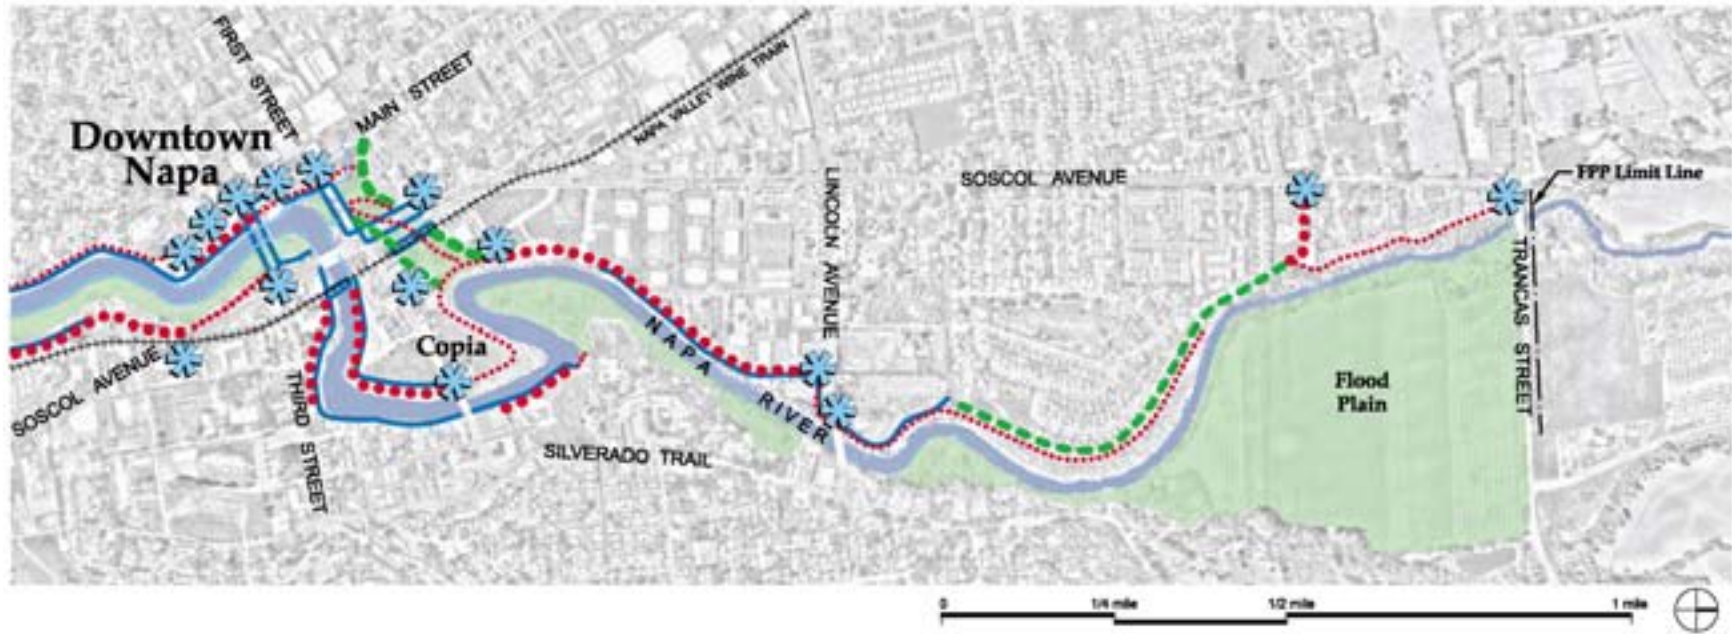 FIRST STREET
MAIN STREET
NAPA VALLEY WINE TRAIN
Downtown
Napa
LINCOLN AVENUE
SOSCOL AVENUE
FPP Limit Line
TRANCAS STREET
Copia
NAPA RIVER
Flood
Plain
SOSCOL AVENUE
THIRD STREET
SILVERADO TRAIL
0 1/4 mile 1/2 mile 1 mile